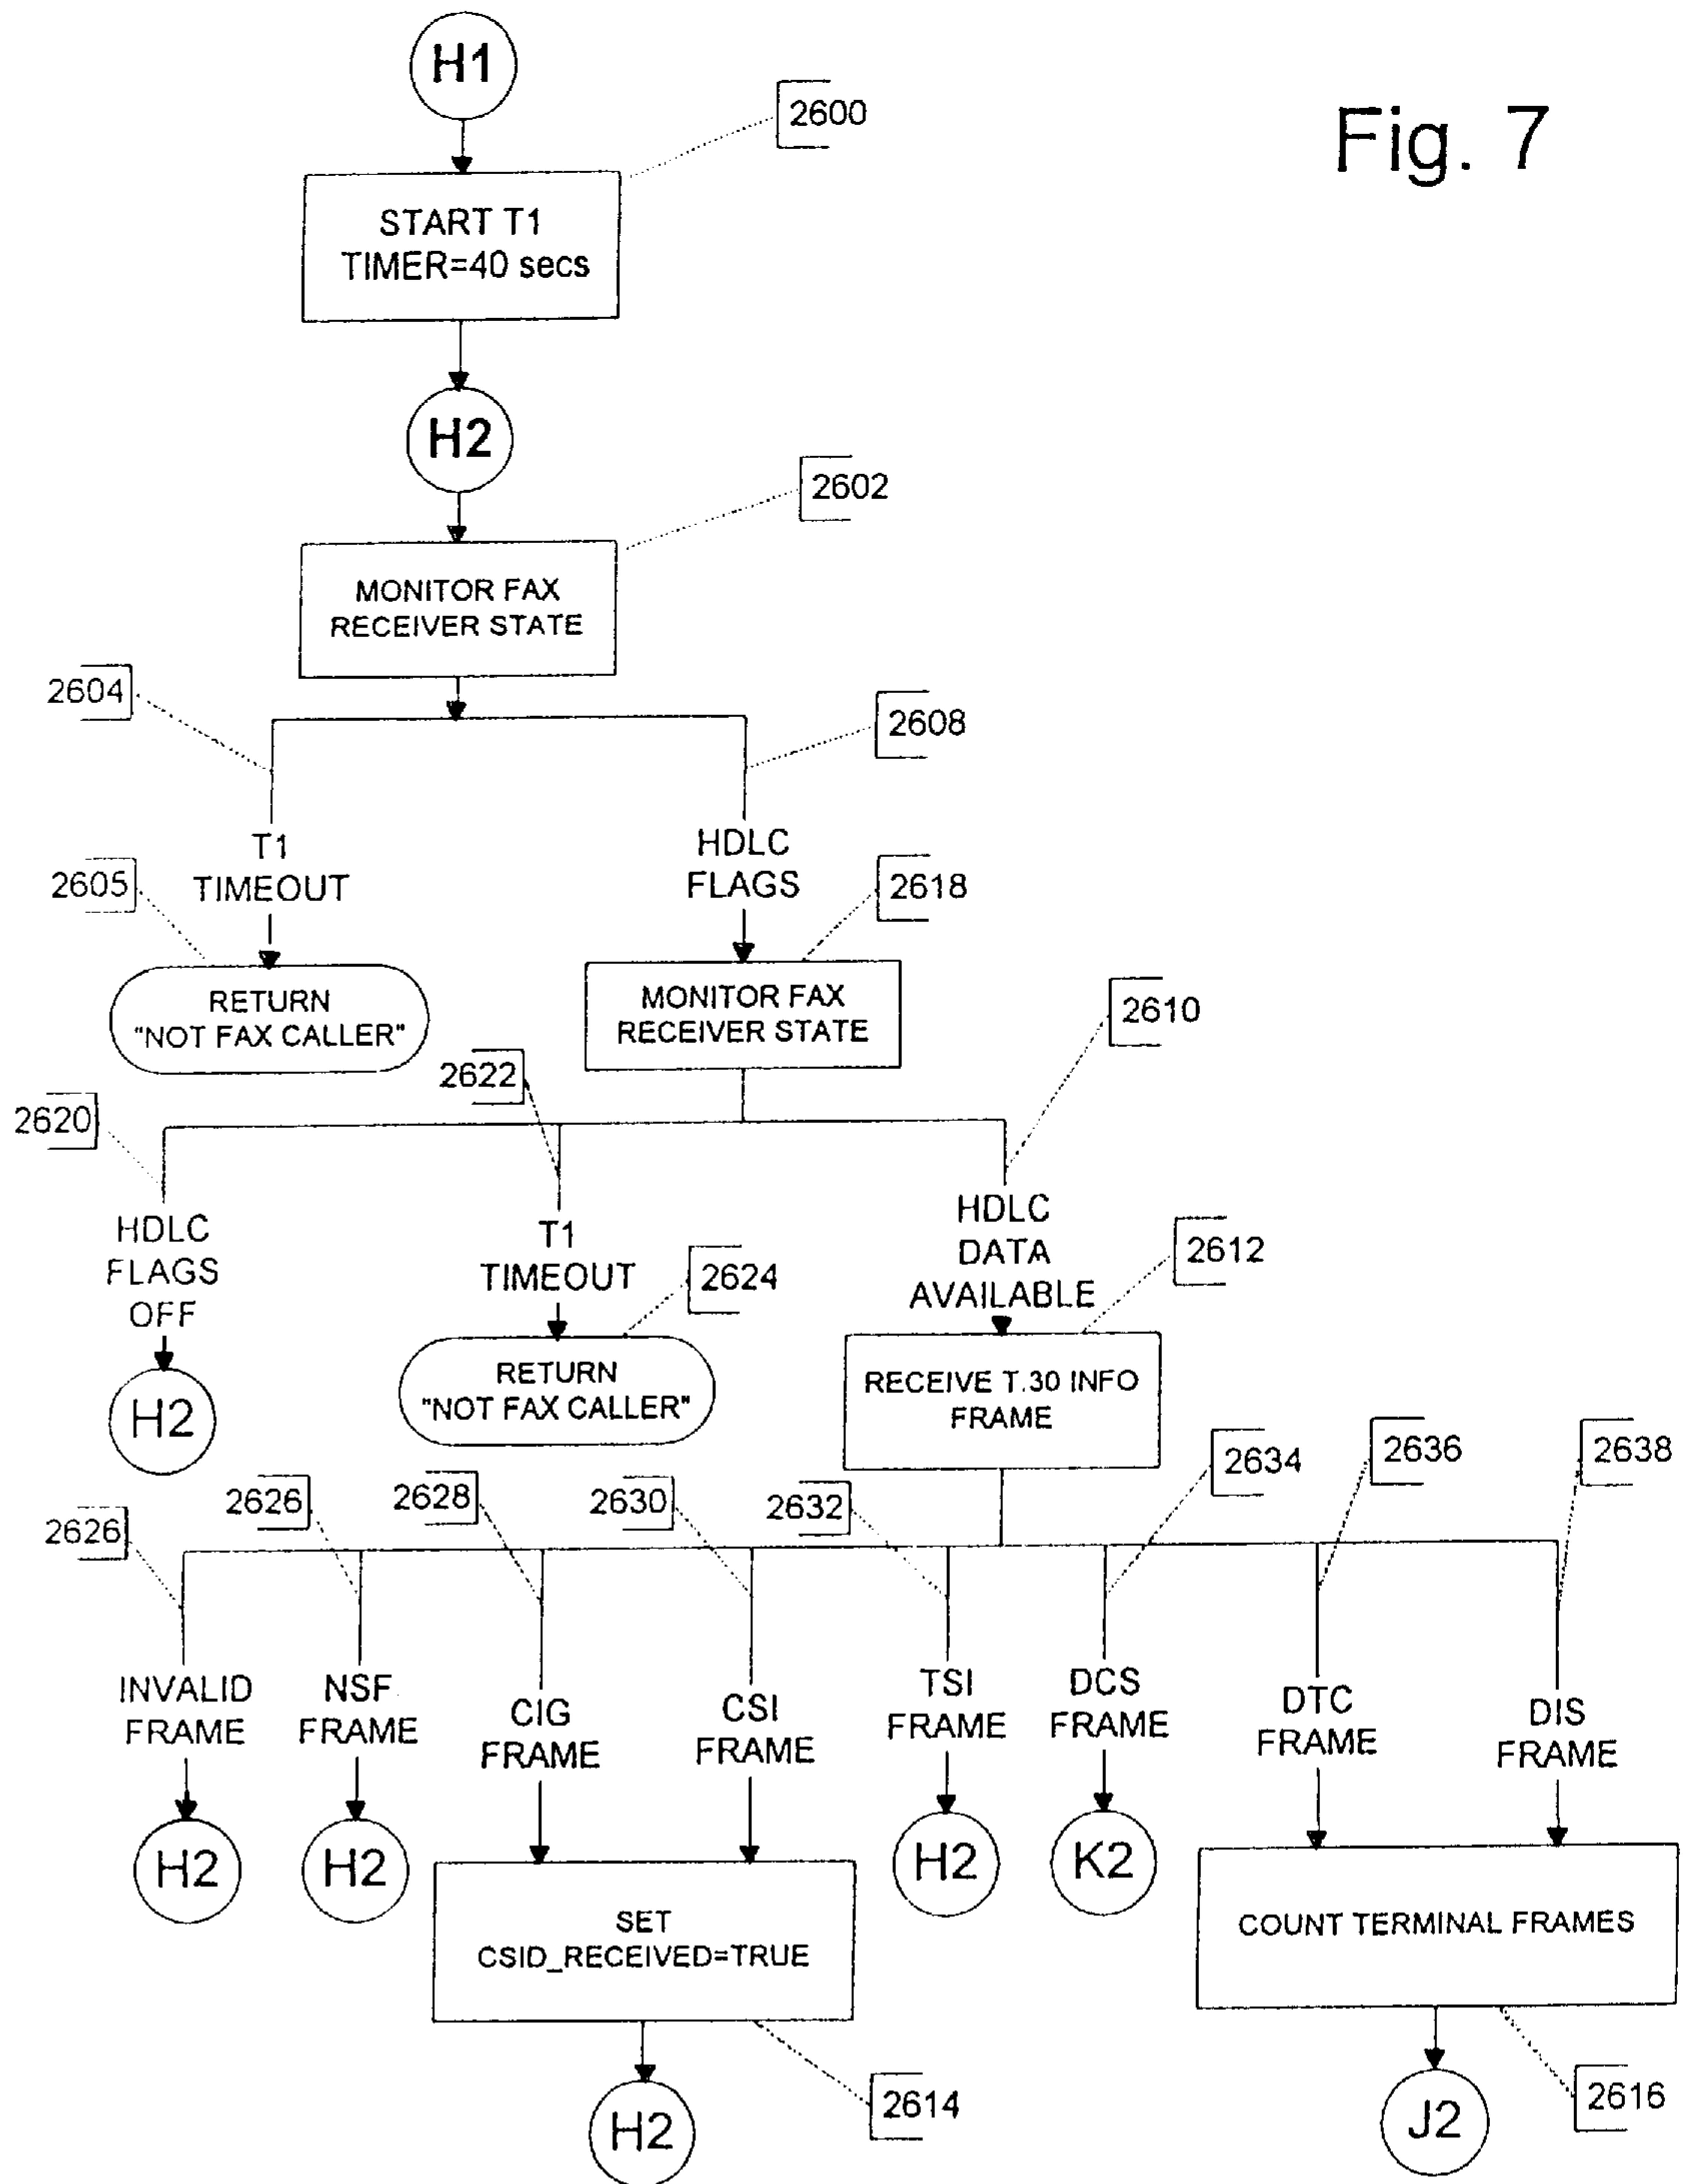 H1
2600
Fig. 7
START T1
TIMER=40 secs
H2
2602
MONITOR FAX
RECEIVER STATE
2604
2608
T1
TIMEOUT
HDLC
FLAGS
2605
2618
RETURN
"NOT FAX CALLER"
MONITOR FAX
RECEIVER STATE
2610
2622
2620
HDLC
FLAGS
OFF
T1
TIMEOUT
2624
HDLC
DATA
AVAILABLE
2612
H2
RETURN
"NOT FAX CALLER"
RECEIVE T.30 INFO
FRAME
2626
2626
2628
2630
2632
2634
2636
2638
INVALID
FRAME
NSF
FRAME
CIG
FRAME
CSI
FRAME
TSI
FRAME
DCS
FRAME
DTC
FRAME
DIS
FRAME
H2
H2
H2
K2
SET
CSID_RECEIVED=TRUE
COUNT TERMINAL FRAMES
2614
2616
H2
J2